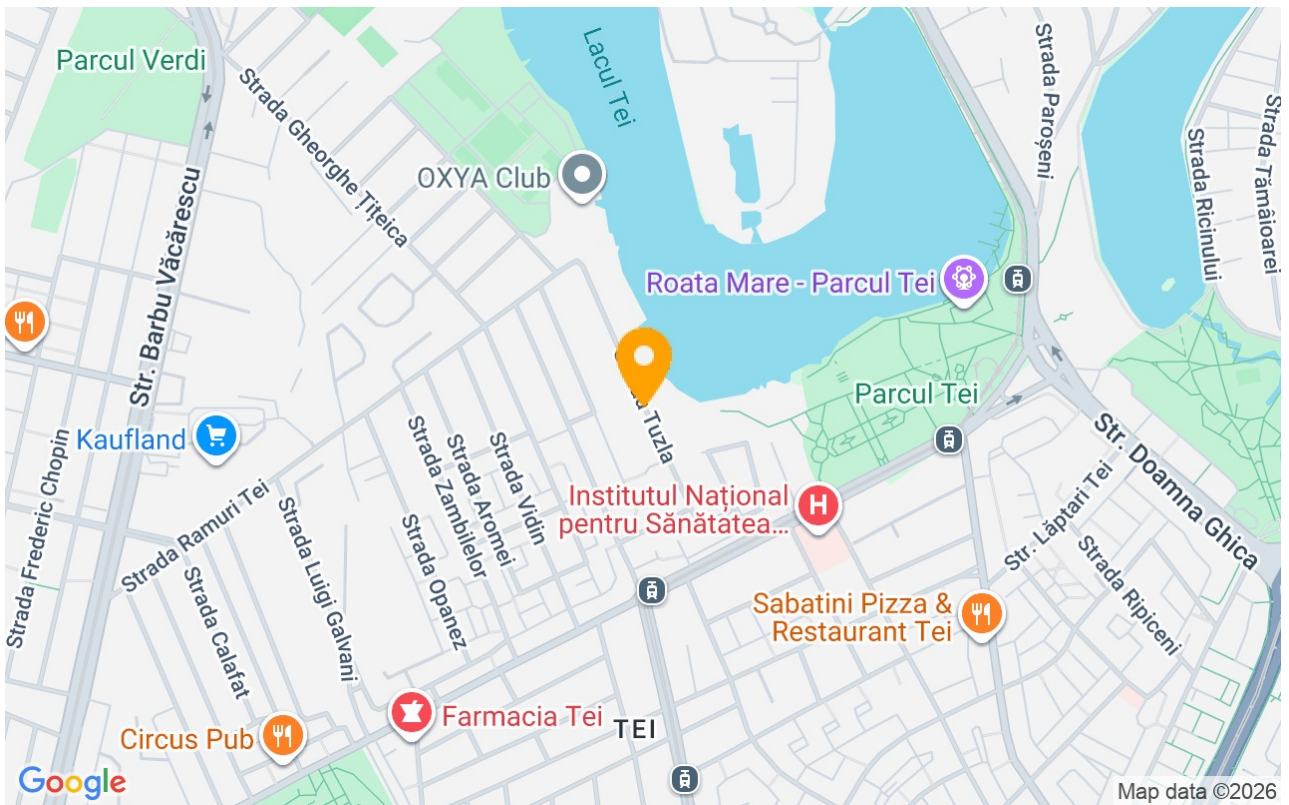 Parcul Verdi
Strada Gheorghe Țițeica
Lacul Tei
OXYA Club
Strada Paroșeni
Strada Ricinului
Strada Tămâioarei
Str. Barbu Văcărescu
Roata Mare - Parcul Tei
Parcul Tei
Kaufland
Tuzla
Strada Frederic Chopin
Strada Zambilelor
Strada Aromei
Strada Vidin
Strada Opanez
Strada Ramuri Tei
Strada Luigi Galvani
Strada Calafat
Institutul Național
pentru Sănătatea...
Str. Doamna Ghica
Str. Lăptari Tei
Strada Ripiceni
Sabatini Pizza &
Restaurant Tei
Farmacia Tei
TEI
Circus Pub
Google
Map data ©2026